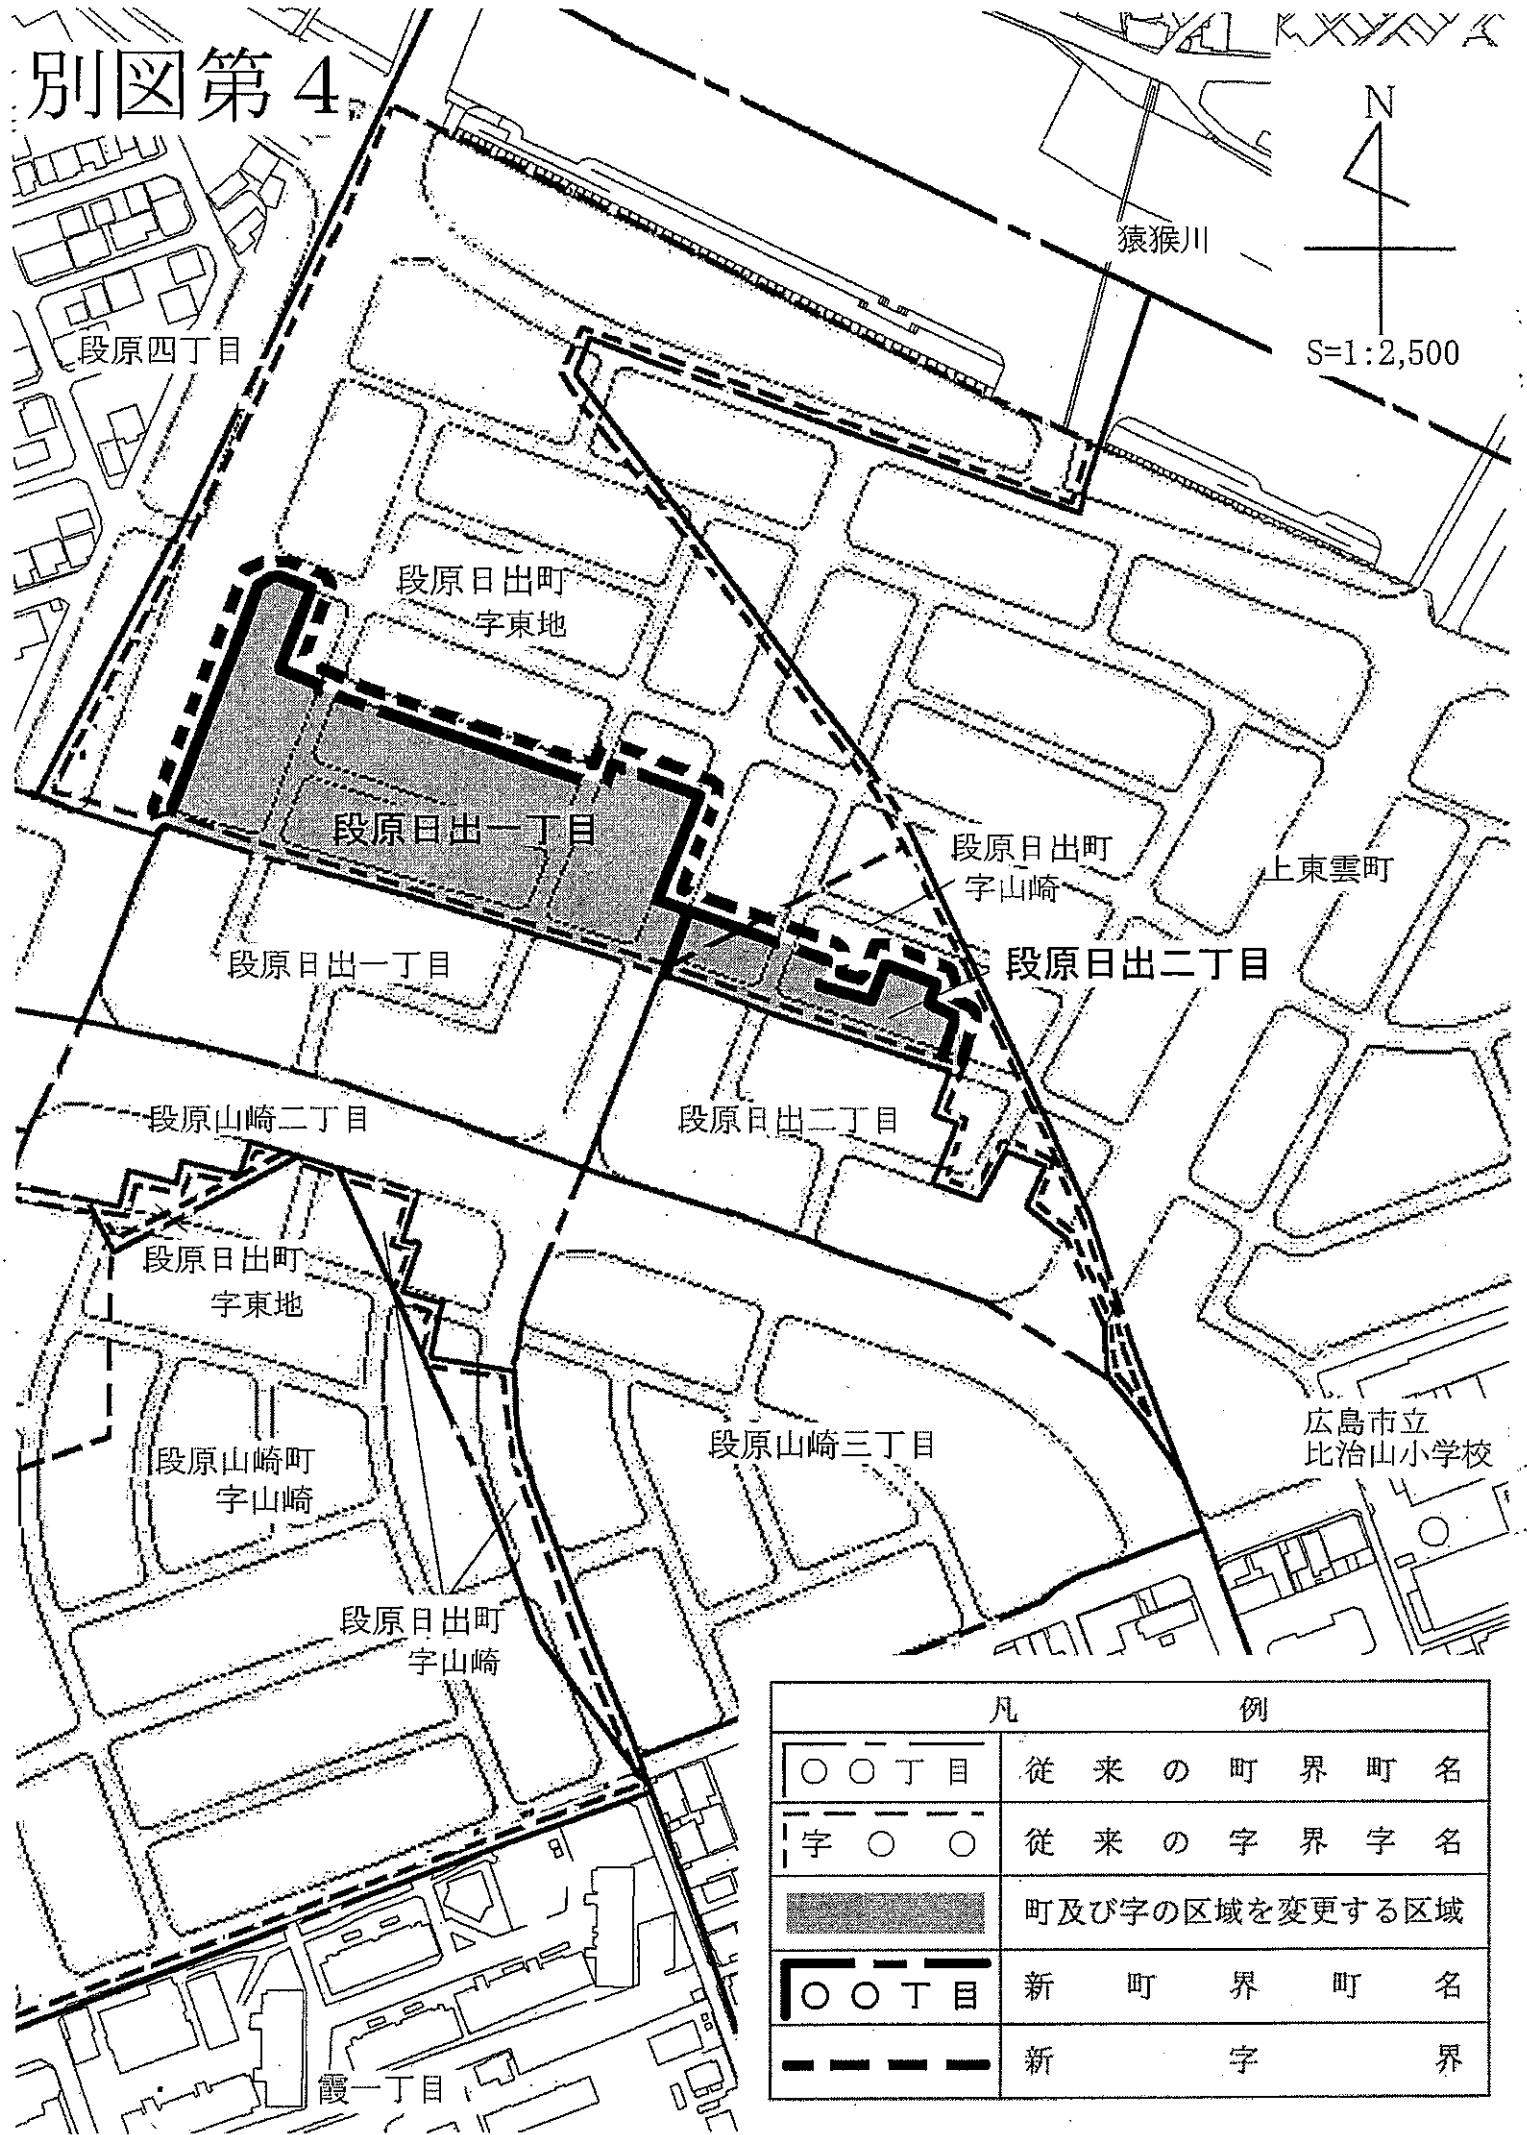 別図第4
N
猿猴川
S=1:2,500
段原四丁目
段原日出町
字東地
段原日出一丁目
段原日出町
字山崎
上東雲町
段原日出一丁目
段原日出二丁目
段原山崎二丁目
段原日出二丁目
段原日出町
字東地
広島市立
比治山小学校
段原山崎三丁目
段原山崎町
字山崎
段原日出町
字山崎
霞一丁目
凡例
○○丁目 従来の町界町名
字○○ 従来の字界字名
町及び字の区域を変更する区域
○○丁目 新町界町名
新字界